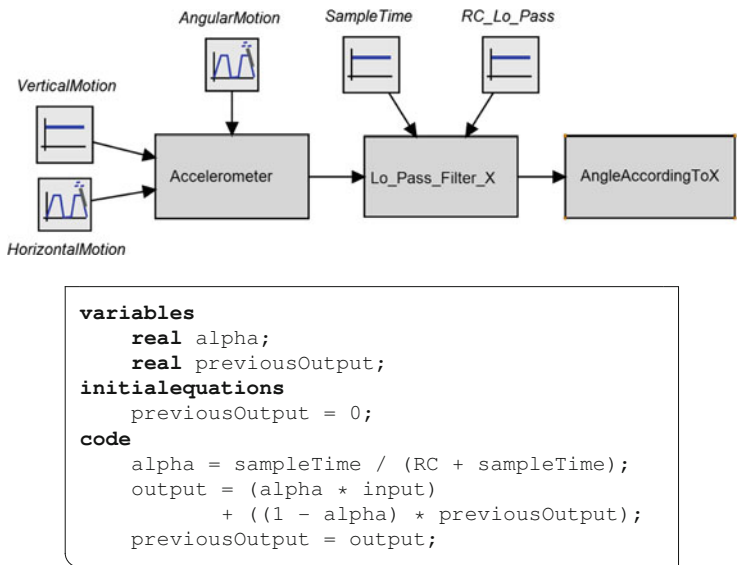 AngularMotion
SampleTime
RC_Lo_Pass
VerticalMotion
Accelerometer
Lo_Pass_Filter_X
AngleAccordingToX
HorizontalMotion
variables
    real alpha;
    real previousOutput;
initialequations
    previousOutput = 0;
code
    alpha = sampleTime / (RC + sampleTime);
    output = (alpha * input)
           + ((1 - alpha) * previousOutput);
    previousOutput = output;